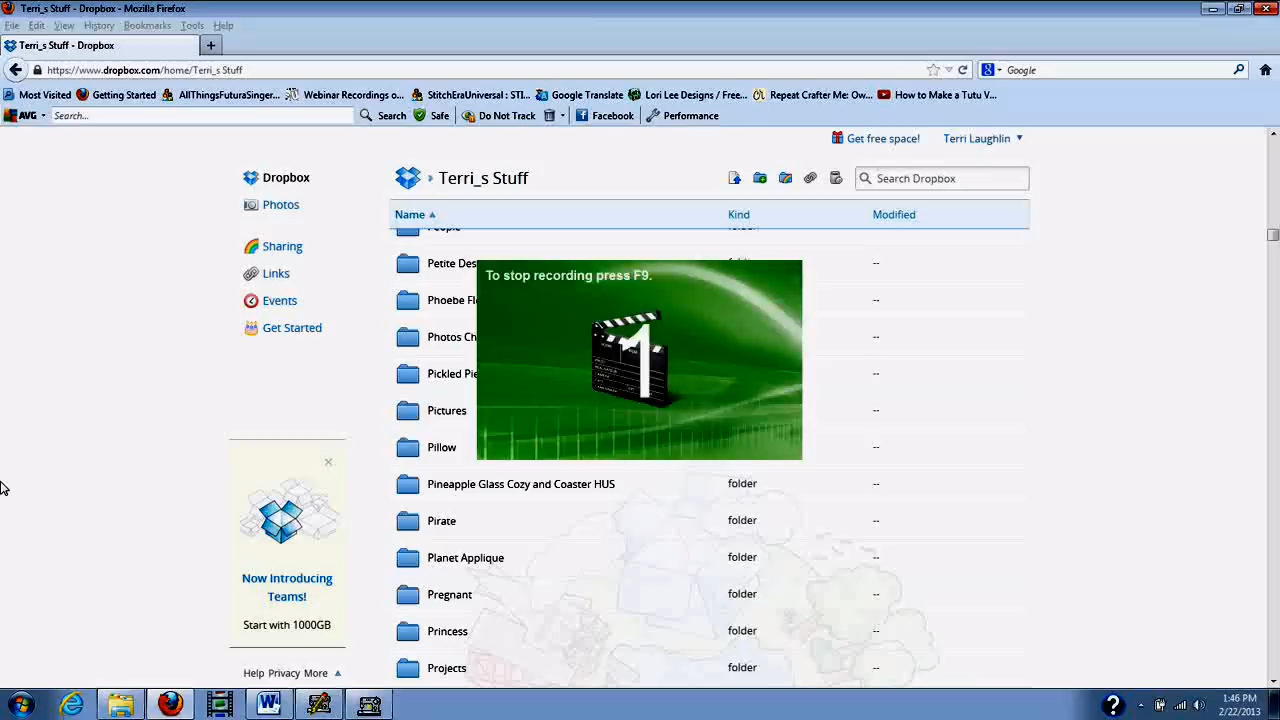 Terri_s Stuff - Dropbox - Mozilla Firefox
File Edit View History Bookmarks Tools Help
Terri_s Stuff - Dropbox
https://www.dropbox.com/home/Terri_s Stuff
Google
Most Visited Getting Started AllThingsFuturaSinger... Webinar Recordings o... StitchEraUniversal : STI... Google Translate Lori Lee Designs / Free... Repeat Crafter Me: Ow... How to Make a Tutu V...
AVG Search... Search Safe Do Not Track Facebook Performance
Get free space! Terri Laughlin
Dropbox
Photos
Sharing
Links
Events
Get Started
Now Introducing
Teams!
Start with 1000GB
Help Privacy More
› Terri_s Stuff
Search Dropbox
Name Kind Modified
People folder
Petite Des --
Phoebe Fl --
Photos Ch --
Pickled Pie --
Pictures --
Pillow --
Pineapple Glass Cozy and Coaster HUS folder --
Pirate folder --
Planet Applique folder --
Pregnant folder --
Princess folder --
Projects folder --
To stop recording press F9.
1
1:46 PM
2/22/2013